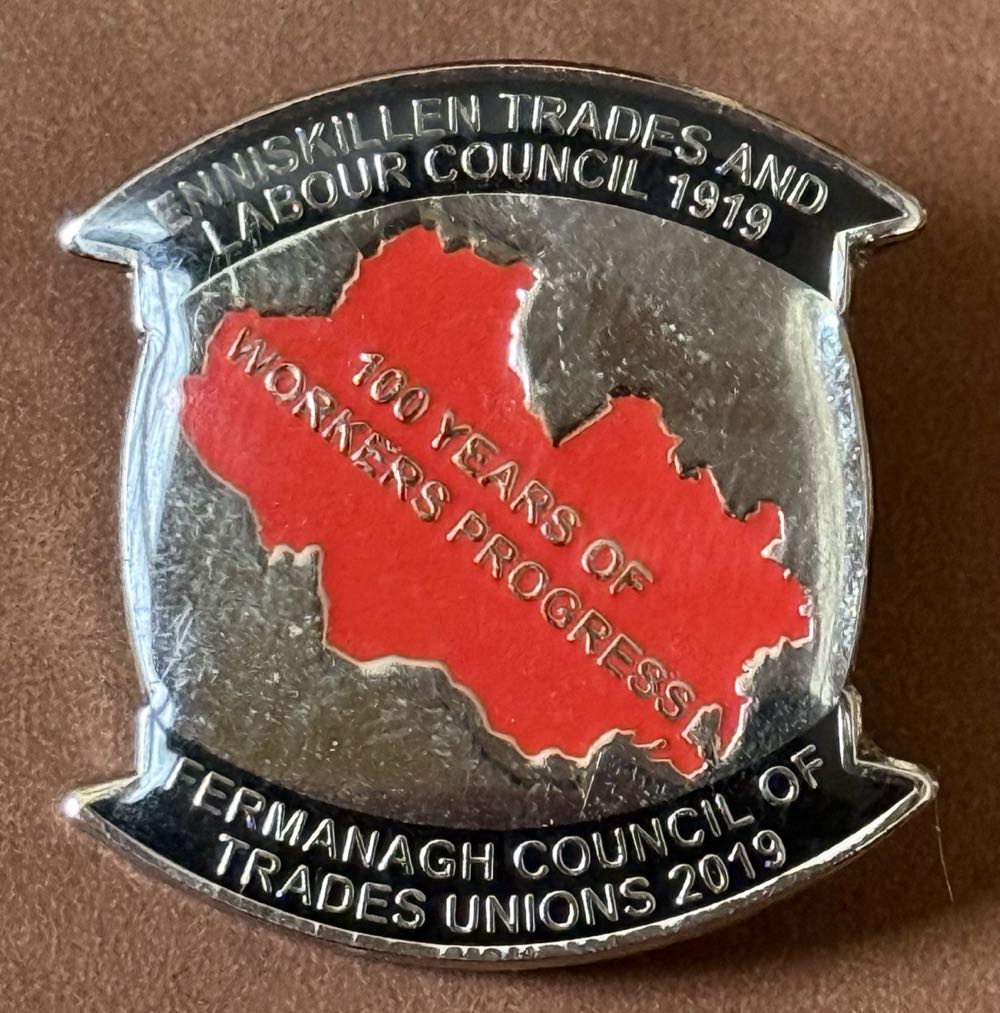 ENNISKILLEN TRADES AND
LABOUR COUNCIL 1919
100 YEARS OF
WORKERS PROGRESS
FERMANAGH COUNCIL OF
TRADES UNIONS 2019